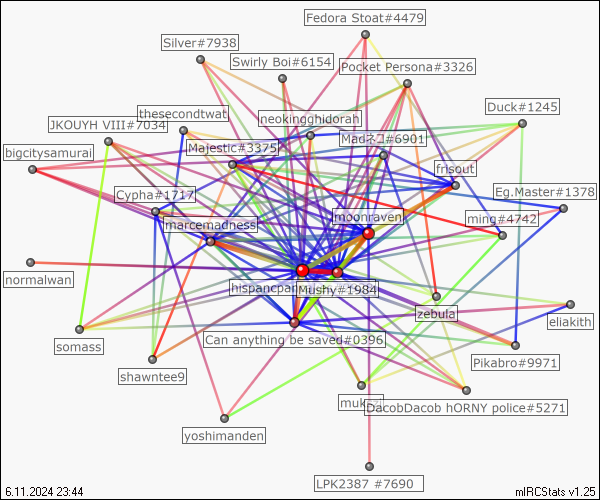 Fedora Stoat#4479
Silver#7938
Swirly Boi#6154
Pocket Persona#3326
Duck#1245
thesecondtwat
neokingghidorah
JKOUYH VIII#7034
Majestic#3375
Madネコ#6901
bigcitysamurai
frisout
Cypha#1717
Eg.Master#1378
moonraven
ming#4742
marcemadness
normalwan
hispancpan
Mushy#1984
zebula
eliakith
somass
Can anything be saved#0396
Pikabro#9971
shawntee9
DacobDacob hORNY police#5271
yoshimanden
LPK2387 #7690
6.11.2024 23:44
mIRCStats v1.25